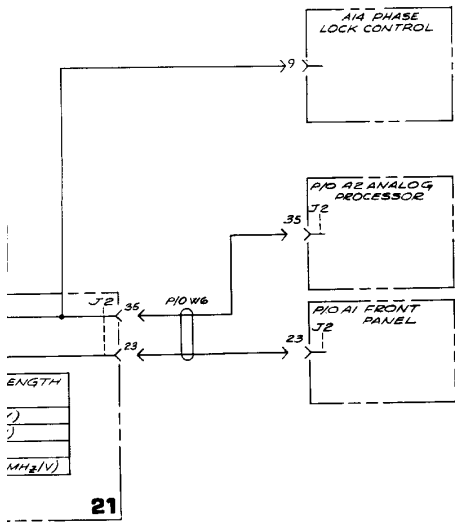 A14 PHASE
LOCK CONTROL
9
P/O A2 ANALOG
PROCESSOR
35
J2
J2
35
P/O W6
P/O A1 FRONT
PANEL
23
23
J2
ENGTH
MHz/V)
21